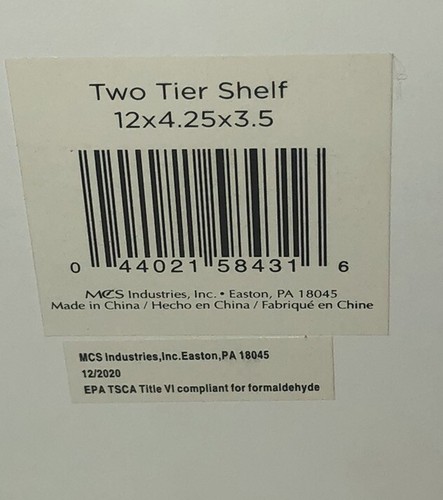 Two Tier Shelf
12x4.25x3.5
0 44021 58431 6
MCS Industries, Inc. • Easton, PA 18045
Made in China / Hecho en China / Fabriqué en Chine
MCS Industries,Inc.Easton,PA 18045
12/2020
EPA TSCA Title VI compliant for formaldehyde